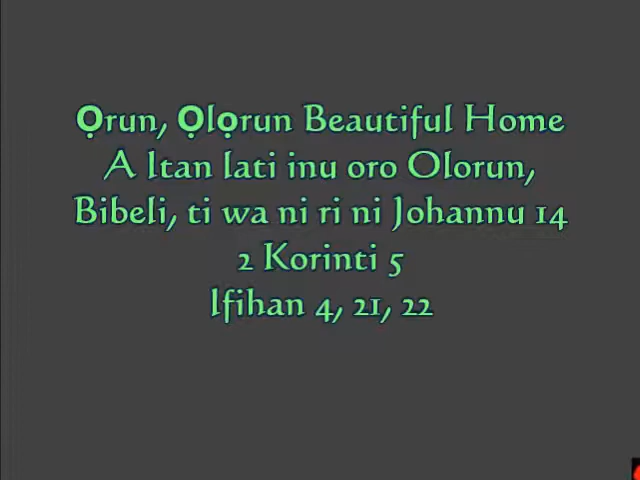 Ọrun, Ọlọrun Beautiful Home
A Itan lati inu oro Olorun,
Bibeli, ti wa ni ri ni Johannu 14
2 Korinti 5
Ifihan 4, 21, 22